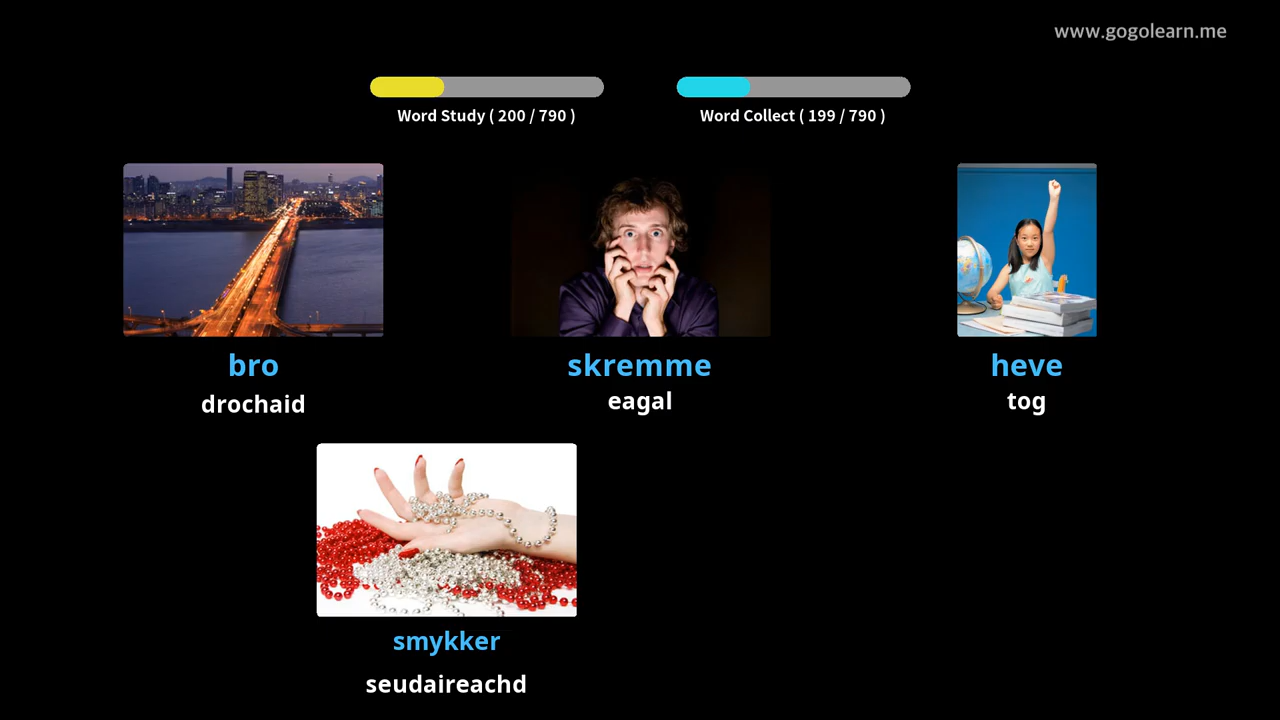 www.gogolearn.me
Word Study ( 200 / 790 )
Word Collect ( 199 / 790 )
bro
drochaid
skremme
eagal
heve
tog
smykker
seudaireachd